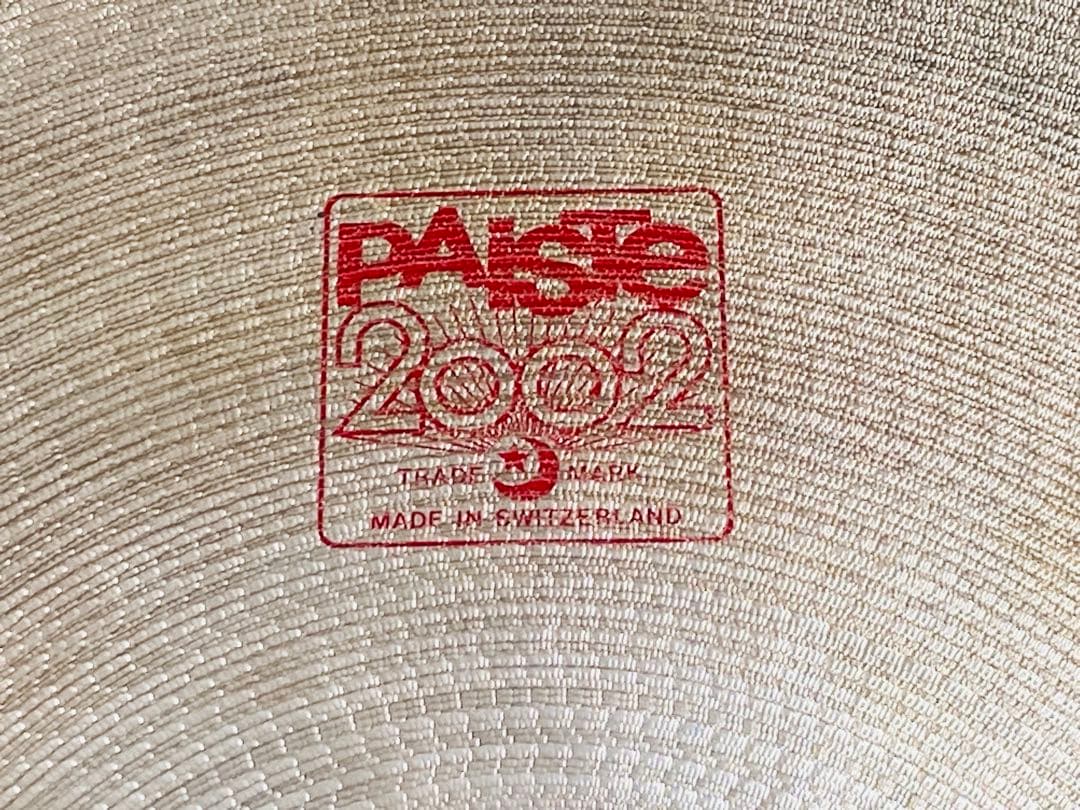 PAISTE
2002
TRADE MARK
MADE IN SWITZERLAND